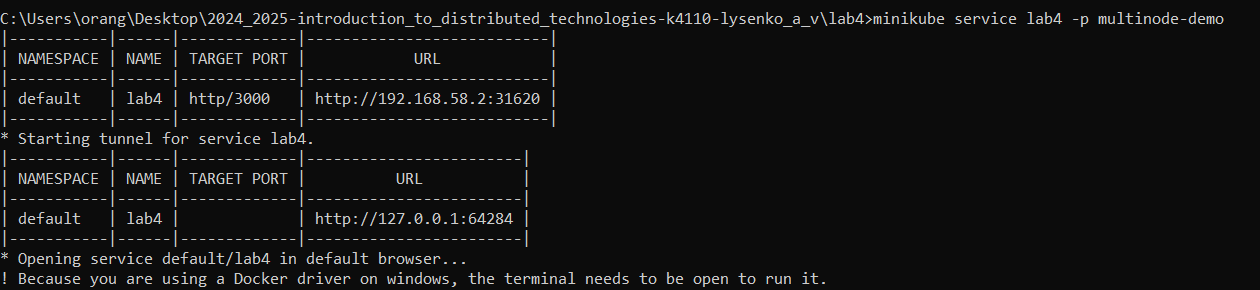 C:\Users\orang\Desktop\2024_2025-introduction_to_distributed_technologies-k4110-lysenko_a_v\lab4>minikube service lab4 -p multinode-demo
|-----------|------|-------------|---------------------------|
| NAMESPACE | NAME | TARGET PORT |            URL            |
|-----------|------|-------------|---------------------------|
| default   | lab4 | http/3000   | http://192.168.58.2:31620 |
|-----------|------|-------------|---------------------------|
* Starting tunnel for service lab4.
|-----------|------|-------------|------------------------|
| NAMESPACE | NAME | TARGET PORT |          URL           |
|-----------|------|-------------|------------------------|
| default   | lab4 |             | http://127.0.0.1:64284 |
|-----------|------|-------------|------------------------|
* Opening service default/lab4 in default browser...
! Because you are using a Docker driver on windows, the terminal needs to be open to run it.